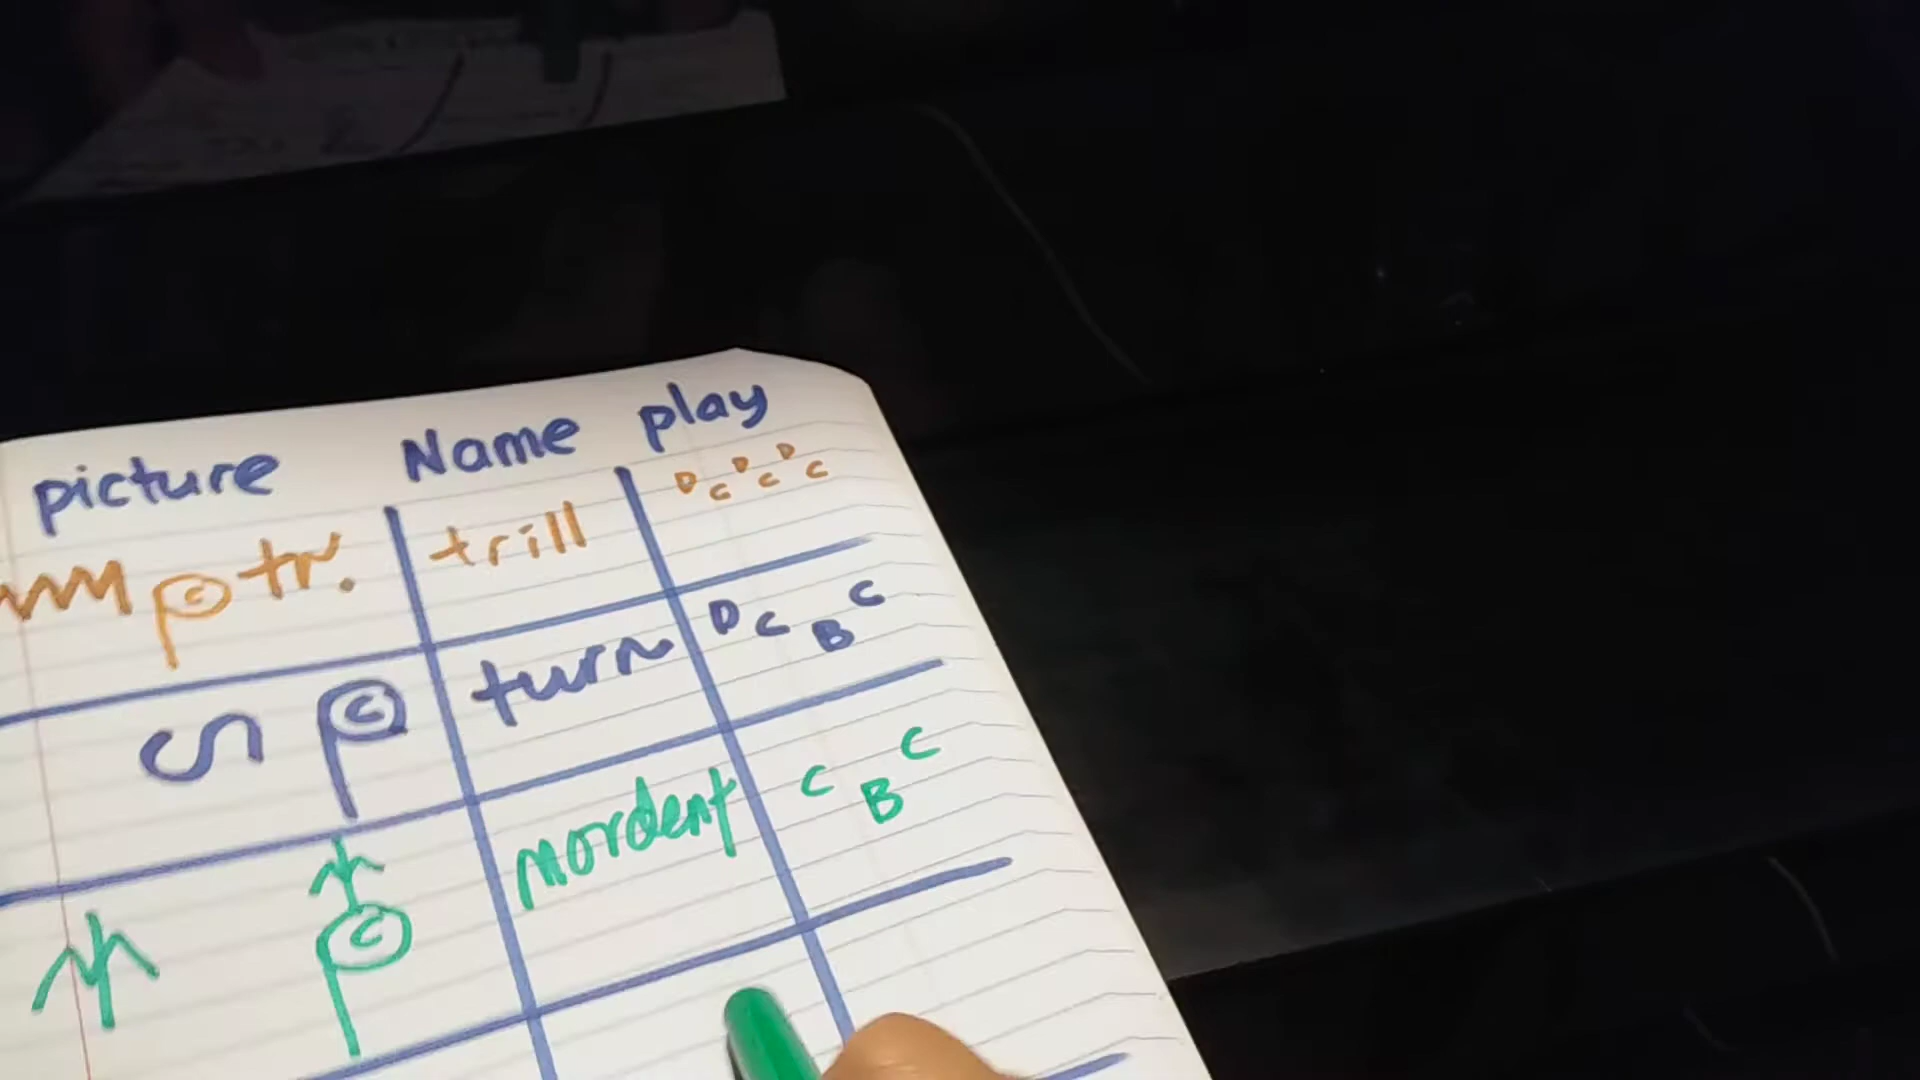 picture Name play
C tr. trill D C D C D C
C turn D C B C
C mordent C B C